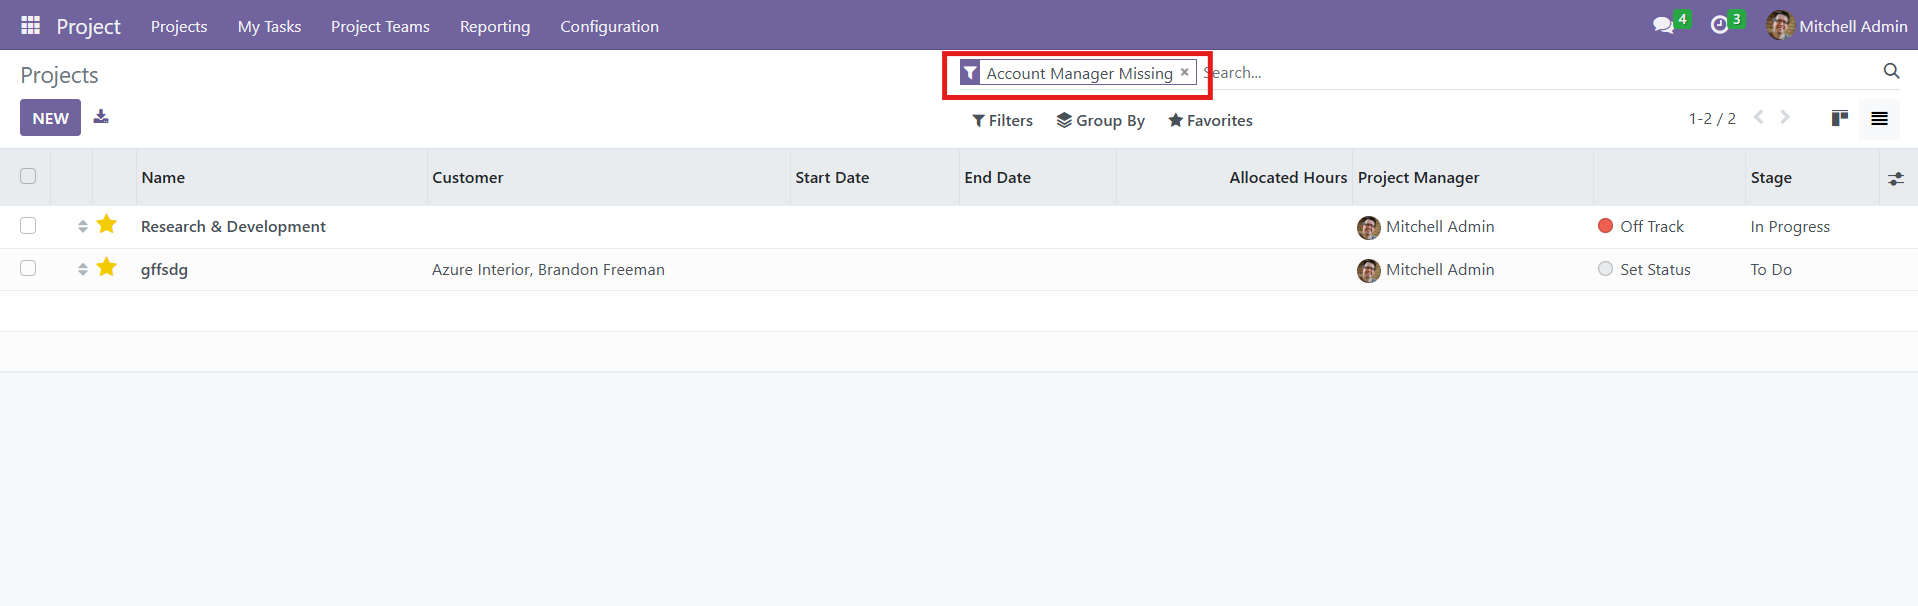 Project Projects My Tasks Project Teams Reporting Configuration 4 3 Mitchell Admin
Projects Account Manager Missing × Search...
NEW Filters Group By Favorites 1-2 / 2
Name Customer Start Date End Date Allocated Hours Project Manager Stage
Research & Development Mitchell Admin Off Track In Progress
gffsdg Azure Interior, Brandon Freeman Mitchell Admin Set Status To Do